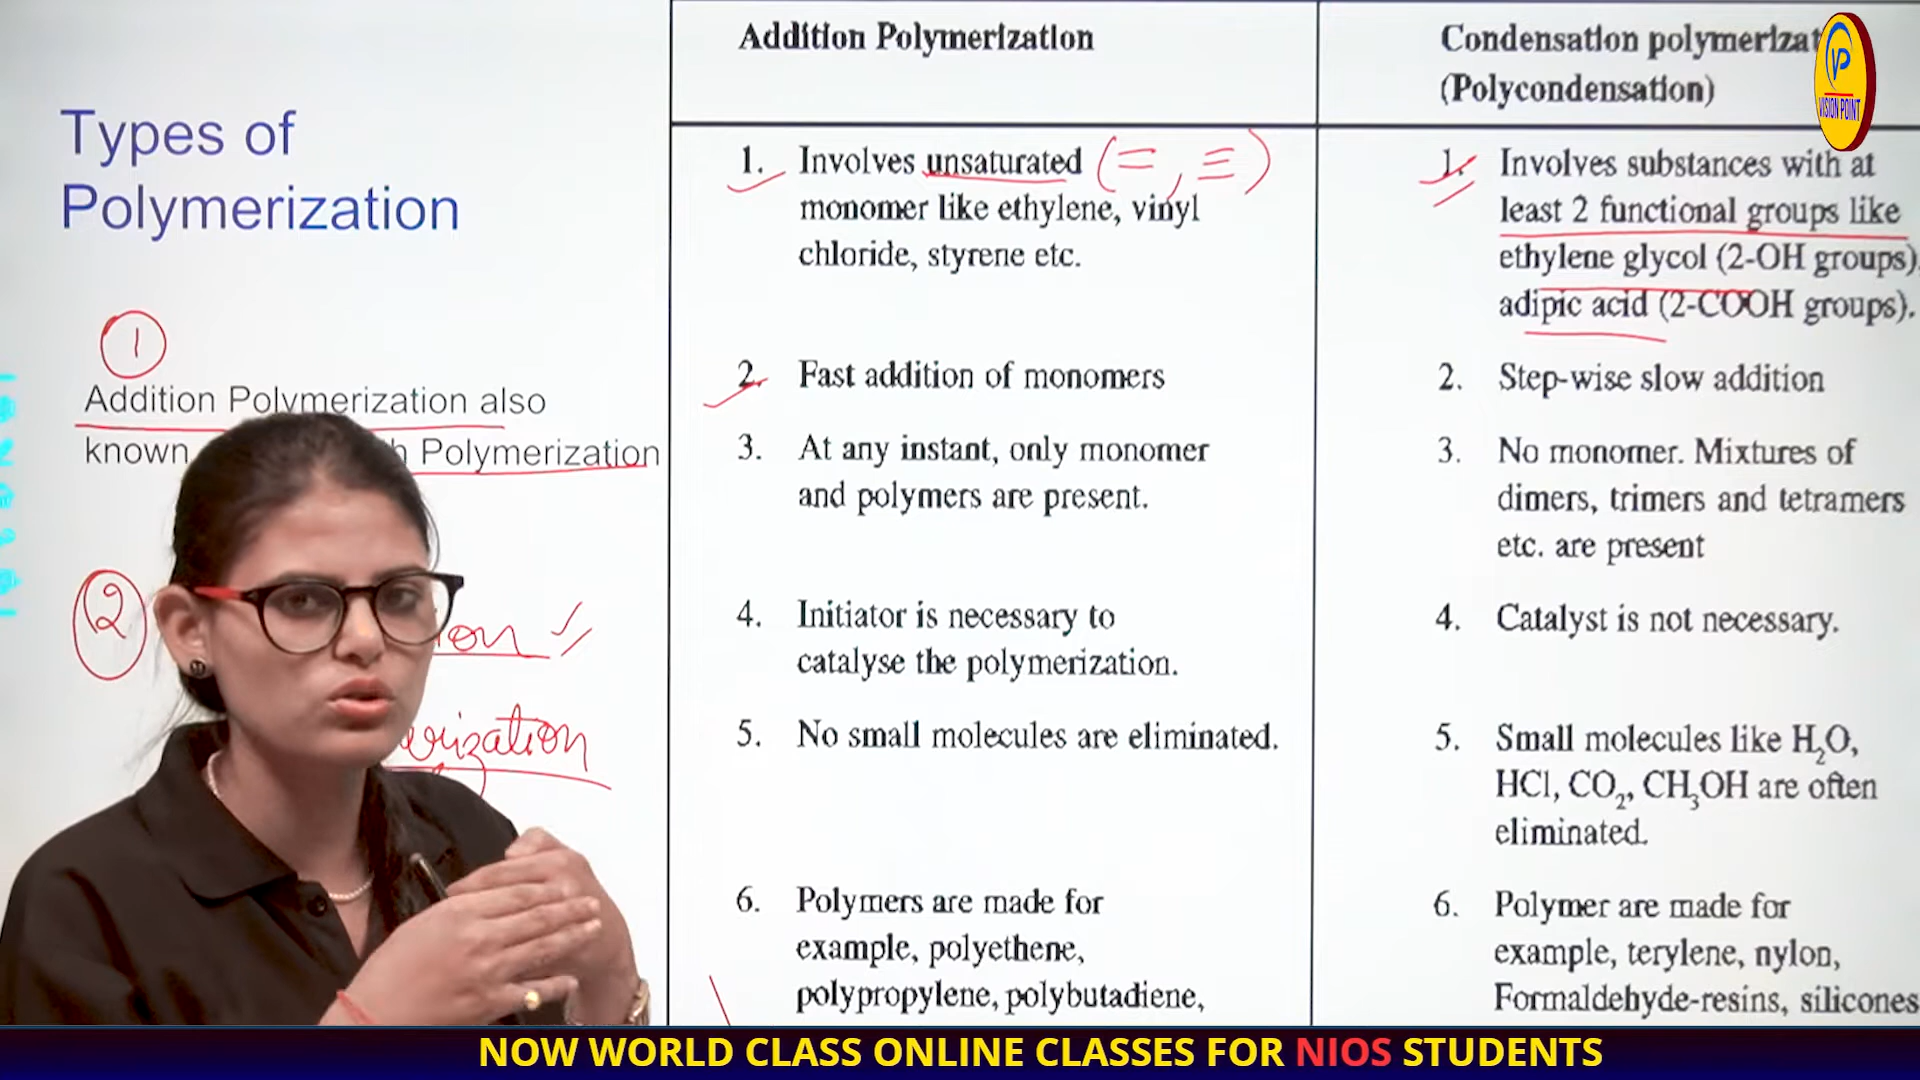 Types of
Polymerization
1
Addition Polymerization also
known Polymerization
2
Addition Polymerization
1. Involves unsaturated (=, ≡)
monomer like ethylene, vinyl
chloride, styrene etc.
2. Fast addition of monomers
3. At any instant, only monomer
and polymers are present.
4. Initiator is necessary to
catalyse the polymerization.
5. No small molecules are eliminated.
6. Polymers are made for
example, polyethene,
polypropylene, polybutadiene,
Condensation polymerizat
(Polycondensation)
1. Involves substances with at
least 2 functional groups like
ethylene glycol (2-OH groups),
adipic acid (2-COOH groups).
2. Step-wise slow addition
3. No monomer. Mixtures of
dimers, trimers and tetramers
etc. are present
4. Catalyst is not necessary.
5. Small molecules like H₂O,
HCl, CO₂, CH₃OH are often
eliminated.
6. Polymer are made for
example, terylene, nylon,
Formaldehyde-resins, silicones
VP
VISION POINT
NOW WORLD CLASS ONLINE CLASSES FOR NIOS STUDENTS